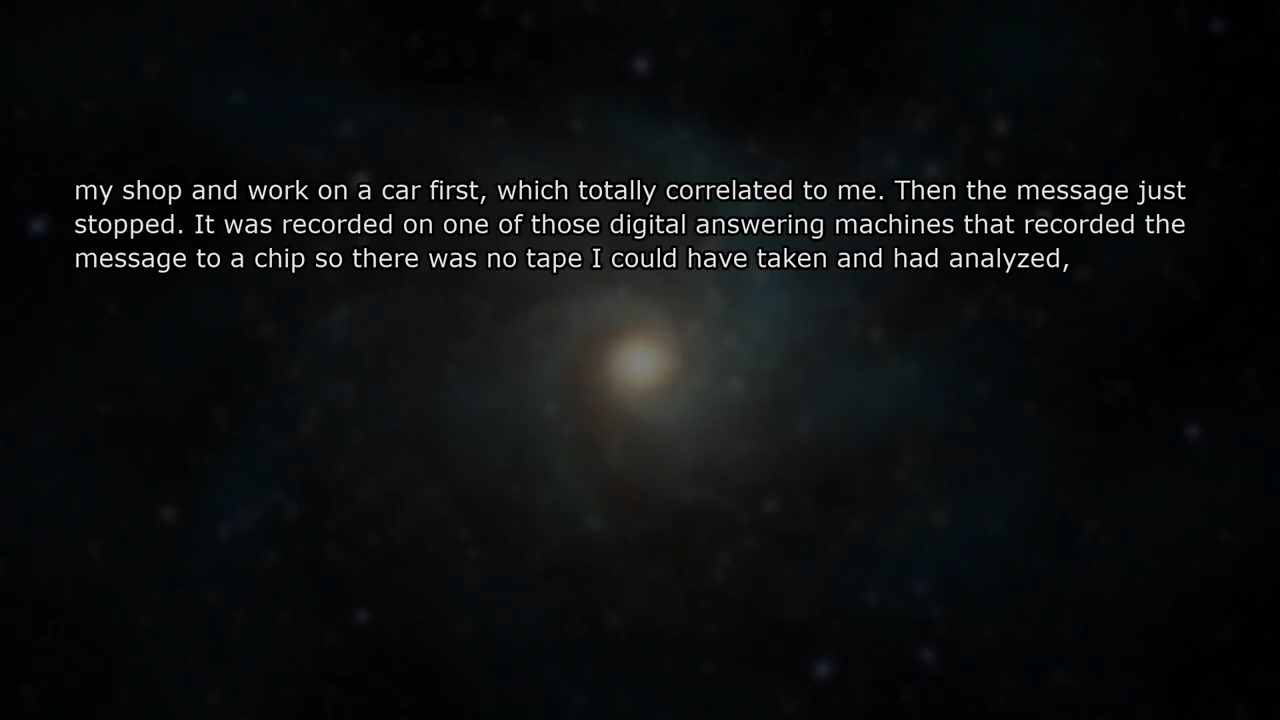 my shop and work on a car first, which totally correlated to me. Then the message just
stopped. It was recorded on one of those digital answering machines that recorded the
message to a chip so there was no tape I could have taken and had analyzed,